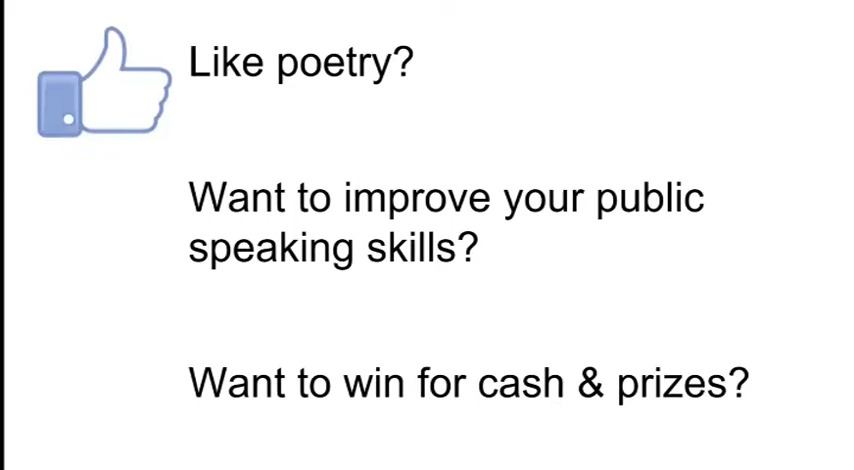 Like poetry?
Want to improve your public
speaking skills?
Want to win for cash & prizes?